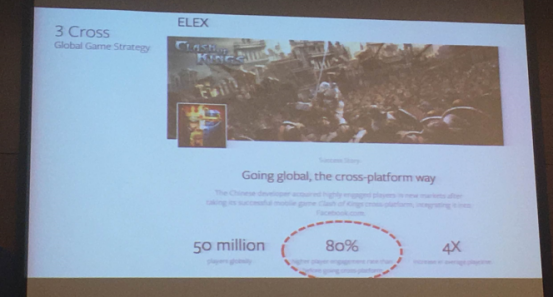 3 Cross
Global Game Strategy
ELEX
CLASH OF
KINGS
Success Story
Going global, the cross-platform way
The Chinese developer acquired highly engaged players in new markets after
taking its successful mobile game Clash of Kings cross-platform, integrating it into
Facebook.com.
50 million
players globally
80%
higher player engagement rate than
before going cross-platform
4X
increase in average playtime